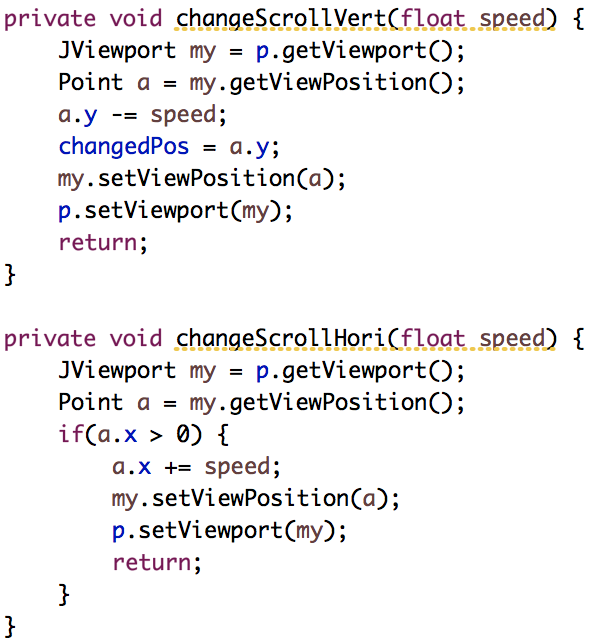 private void changeScrollVert(float speed) {
    JViewport my = p.getViewport();
    Point a = my.getViewPosition();
    a.y -= speed;
    changedPos = a.y;
    my.setViewPosition(a);
    p.setViewport(my);
    return;
}

private void changeScrollHori(float speed) {
    JViewport my = p.getViewport();
    Point a = my.getViewPosition();
    if(a.x > 0) {
        a.x += speed;
        my.setViewPosition(a);
        p.setViewport(my);
        return;
    }
}